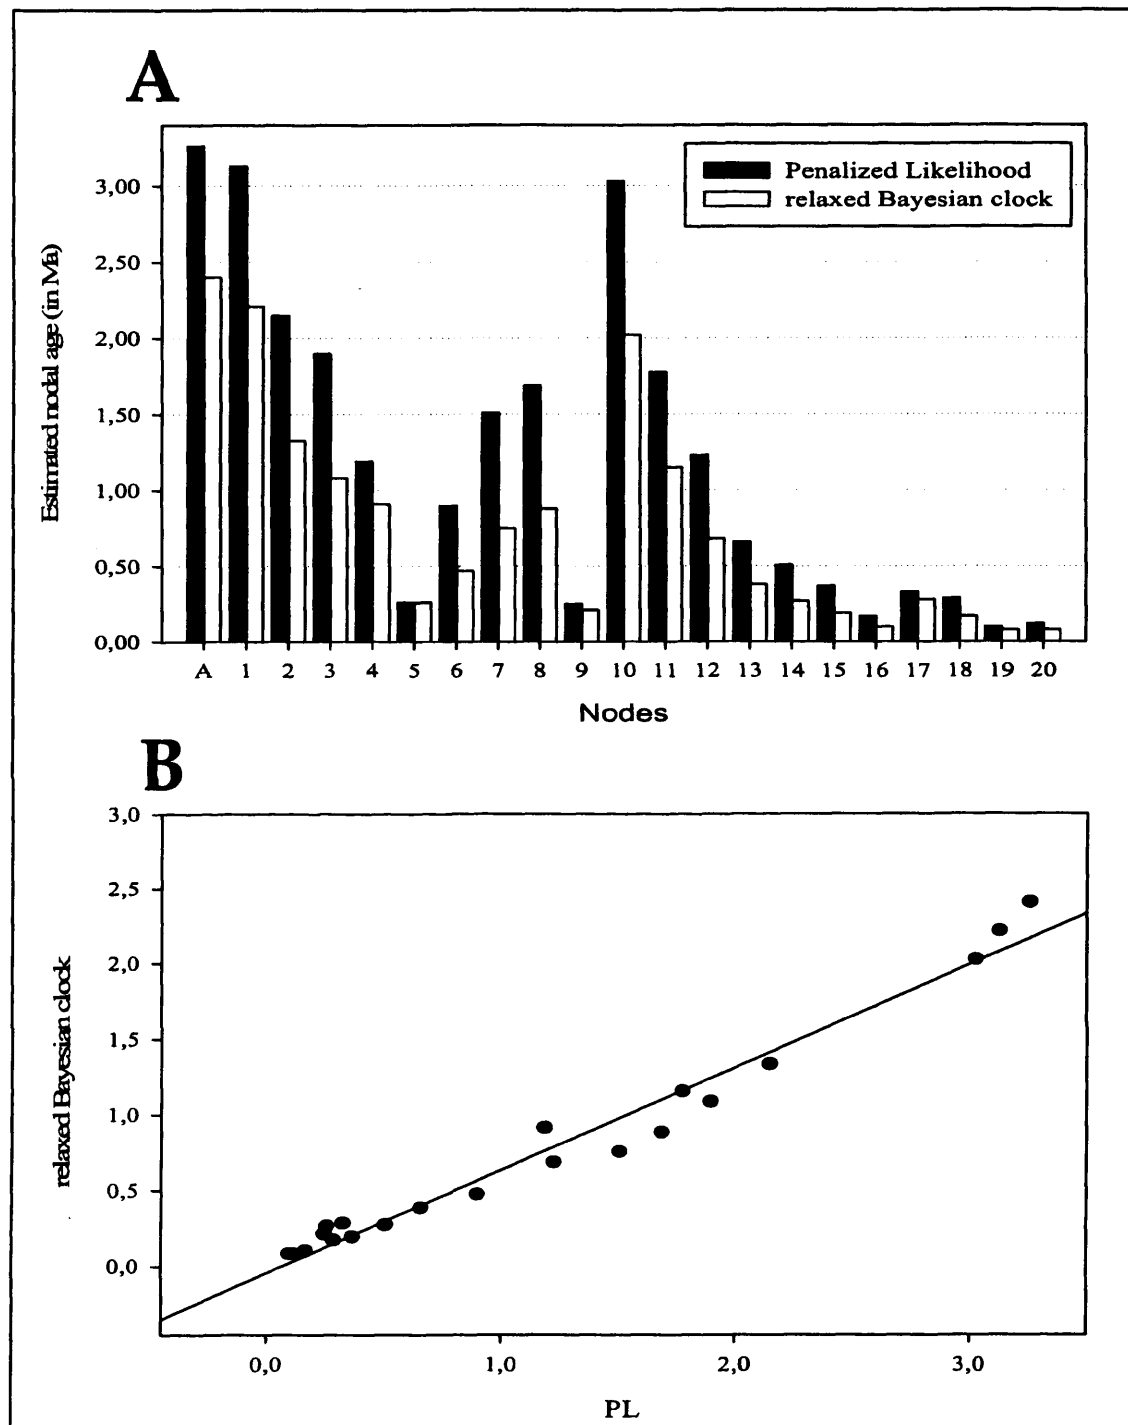 A
Penalized Likelihood
relaxed Bayesian clock
Estimated nodal age (in Ma)
3,00
2,50
2,00
1,50
1,00
0,50
0,00
A 1 2 3 4 5 6 7 8 9 10 11 12 13 14 15 16 17 18 19 20
Nodes
B
relaxed Bayesian clock
3,0
2,5
2,0
1,5
1,0
0,5
0,0
0,0 1,0 2,0 3,0
PL